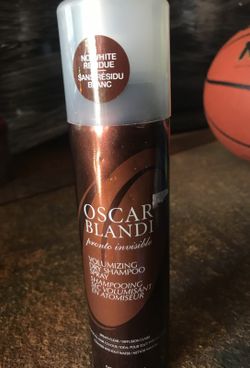 NO WHITE
RESIDUE
SANS RÉSIDU
BLANC
OSCAR
BLANDI
pronto invisible
VOLUMIZING
DRY SHAMPOO
SPRAY
SHAMPOOING
SEC VOLUMISANT
EN ATOMISEUR